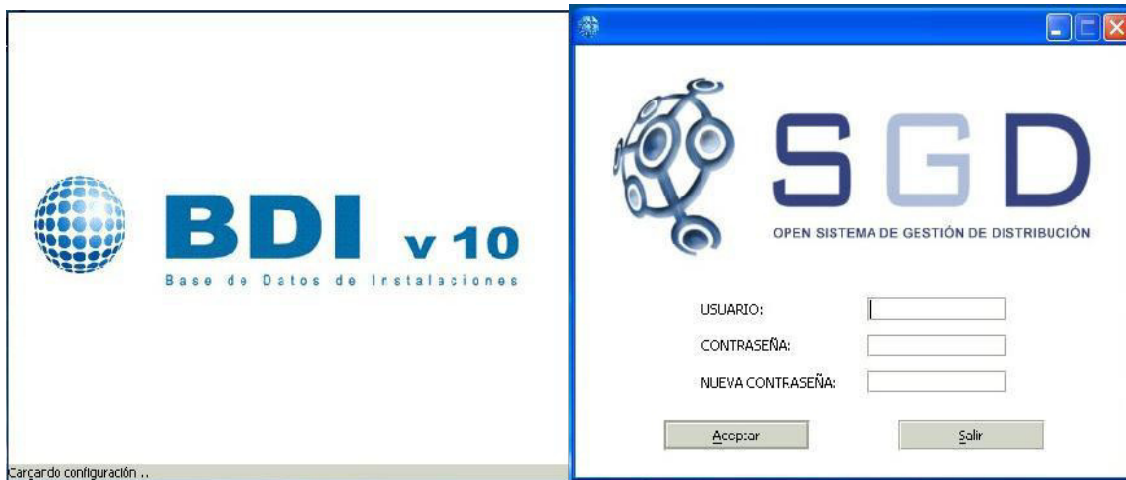 BDI v 10
Base de Datos de Instalaciones
Cargando configuración ..
SGD
OPEN SISTEMA DE GESTIÓN DE DISTRIBUCIÓN
USUARIO:
CONTRASEÑA:
NUEVA CONTRASEÑA:
Aceptar Salir